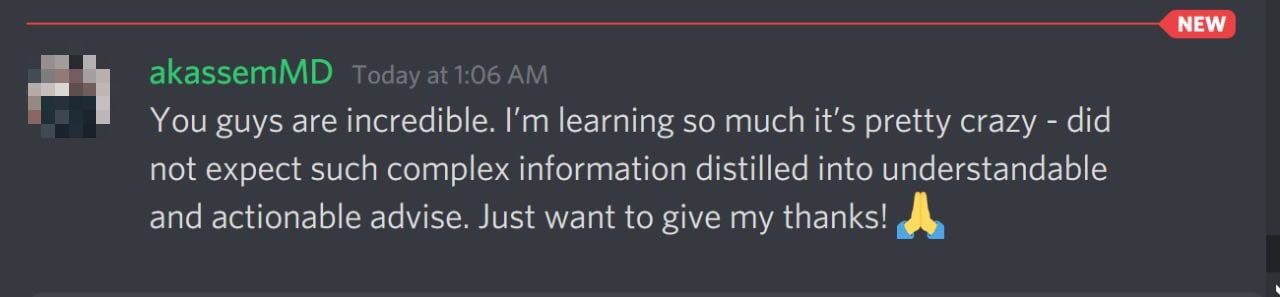 NEW
akassemMD Today at 1:06 AM
You guys are incredible. I’m learning so much it’s pretty crazy - did
not expect such complex information distilled into understandable
and actionable advise. Just want to give my thanks! 🙏